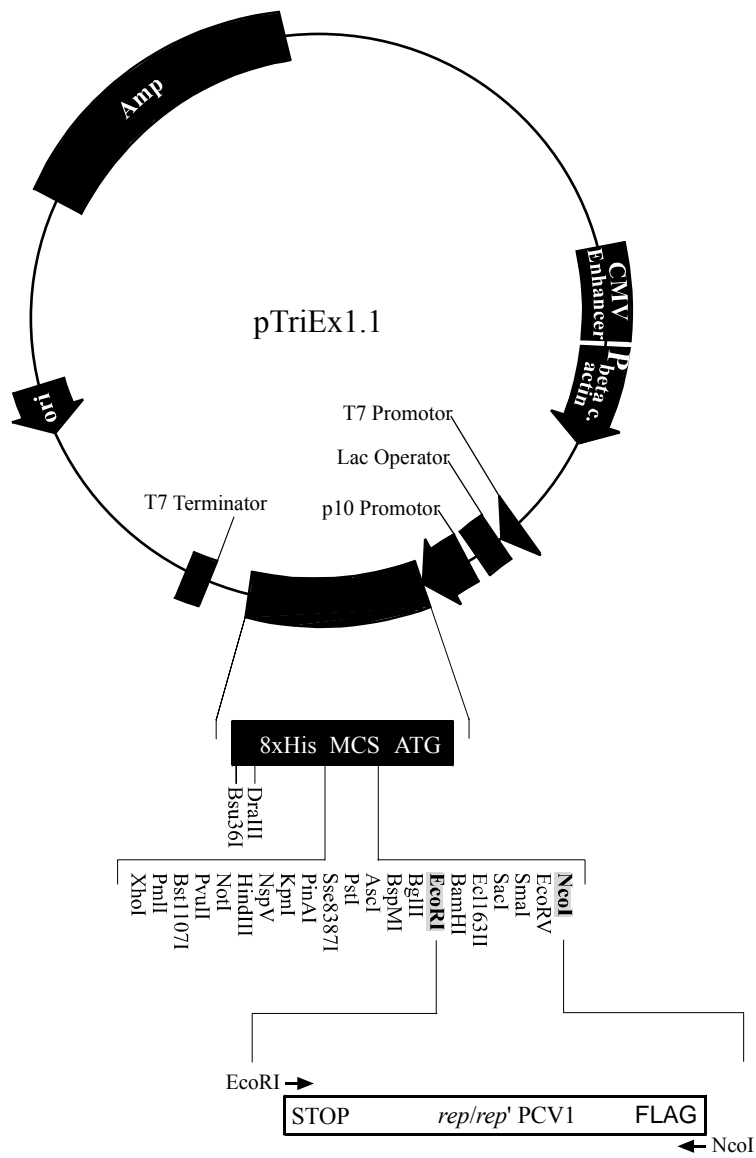 Amp
CMV
Enhancer
P
beta c.
actin
pTriEx1.1
ori
T7 Promotor
Lac Operator
p10 Promotor
T7 Terminator
8xHis MCS ATG
Bsu36I
DraIII
XhoI
PmlI
Bst1107I
PvuII
NotI
HindIII
NspV
KpnI
PinAI
Sse8387I
PstI
AscI
BspMI
BglII
EcoRI
BamHI
Ecl163II
SacI
SmaI
EcoRV
NcoI
EcoRI
STOP rep/rep' PCV1 FLAG
NcoI